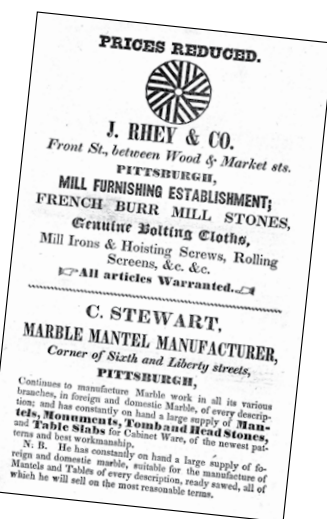 PRICES REDUCED.
J. RHEY & CO.
Front St., between Wood & Market sts.
PITTSBURGH,
MILL FURNISHING ESTABLISHMENT;
FRENCH BURR MILL STONES,
Genuine Bolting Cloths,
Mill Irons & Hoisting Screws, Rolling
Screens, &c. &c.
☞All articles Warranted.☜
C. STEWART,
MARBLE MANTEL MANUFACTURER,
Corner of Sixth and Liberty streets,
PITTSBURGH,
Continues to manufacture Marble work in all its various
branches, in foreign and domestic Marble, of every descrip-
tion; and has constantly on hand a large supply of Man-
tels, Monuments, Tomb and Head Stones,
and Table Slabs for Cabinet Ware, of the newest pat-
terns and best workmanship.
N. B. He has constantly on hand a large supply of fo-
reign and domestic marble, suitable for the manufacture of
Mantels and Tables of every description, ready sawed, all of
which he will sell on the most reasonable terms.